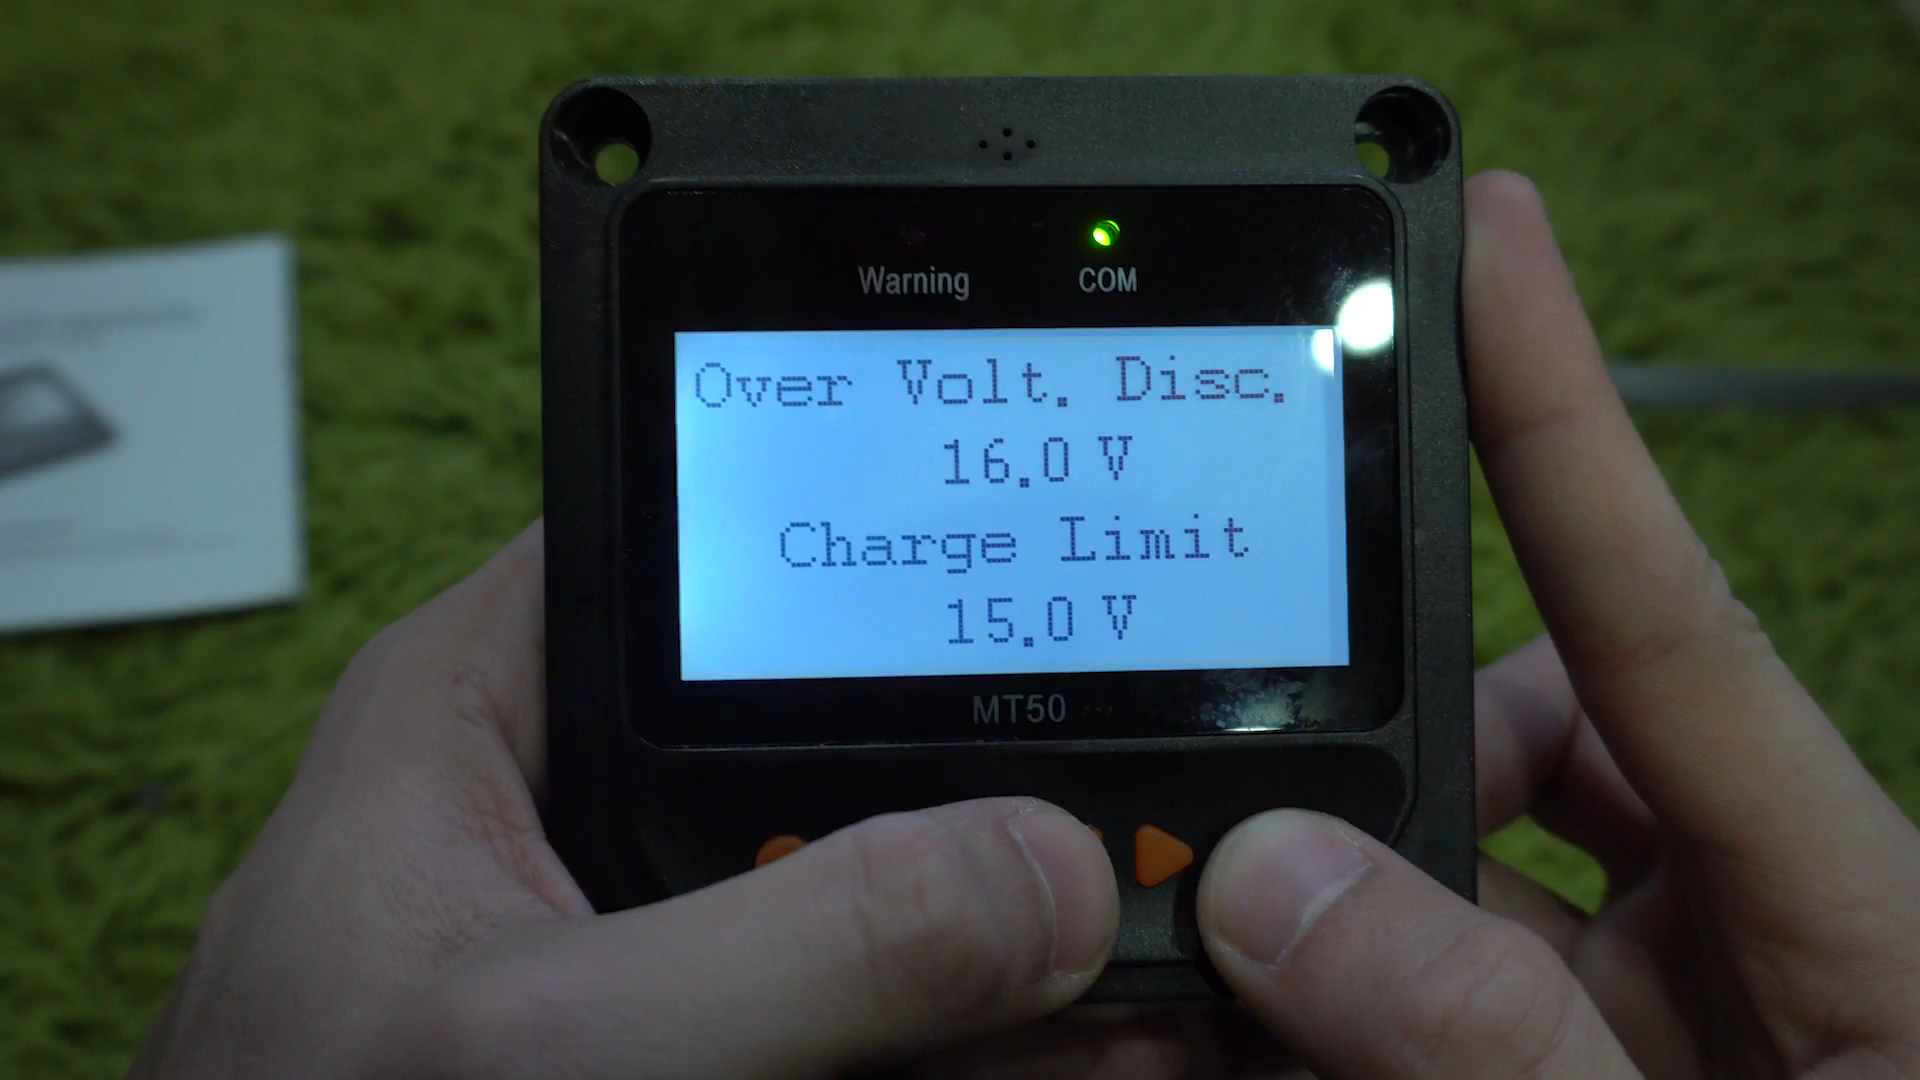 Warning COM
Over Volt. Disc.
16.0 V
Charge Limit
15.0 V
MT50